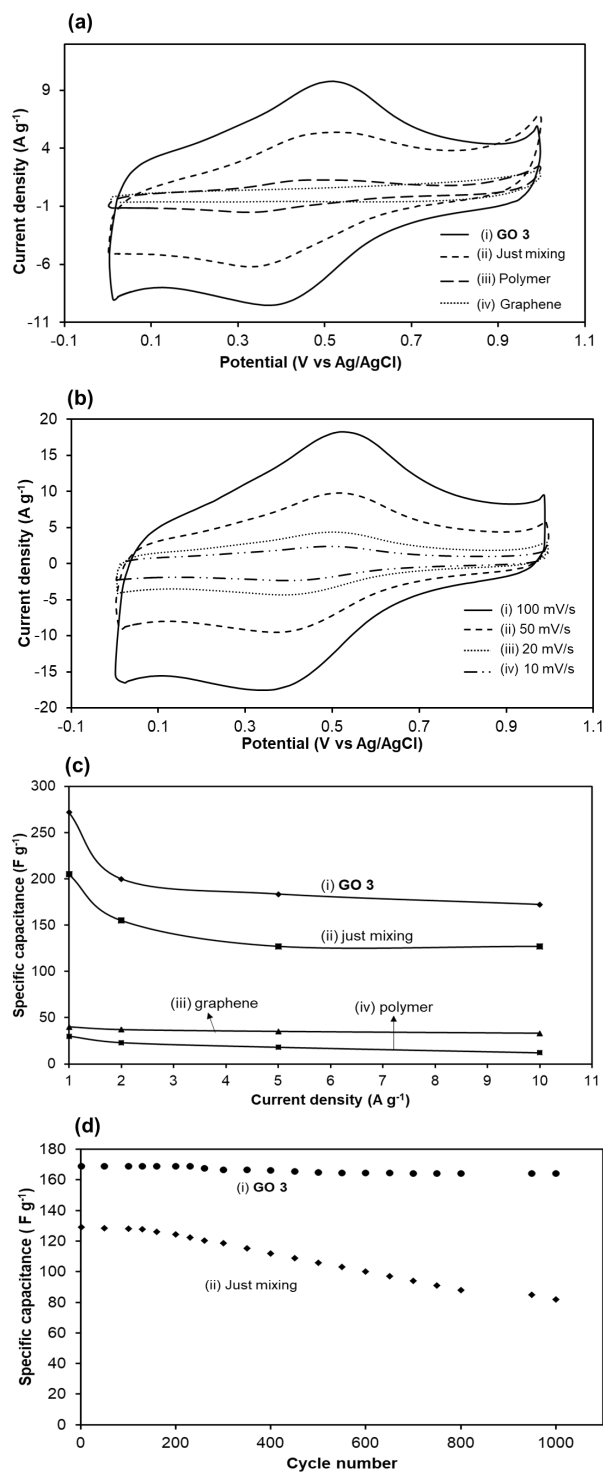 (a)
Current density (A g-1)
9
4
-1
-6
-11
(i) GO 3
(ii) Just mixing
(iii) Polymer
(iv) Graphene
-0.1 0.1 0.3 0.5 0.7 0.9 1.1
Potential (V vs Ag/AgCl)
(b)
Current density (A g-1)
20
15
10
5
0
-5
-10
-15
-20
(i) 100 mV/s
(ii) 50 mV/s
(iii) 20 mV/s
(iv) 10 mV/s
-0.1 0.1 0.3 0.5 0.7 0.9 1.1
Potential (V vs Ag/AgCl)
(c)
Specific capacitance (F g-1)
300
250
200
150
100
50
0
(i) GO 3
(ii) just mixing
(iii) graphene
(iv) polymer
1 2 3 4 5 6 7 8 9 10 11
Current density (A g-1)
(d)
Specific capacitance ( F g-1)
180
160
140
120
100
80
60
40
20
0
(i) GO 3
(ii) Just mixing
0 200 400 600 800 1000
Cycle number